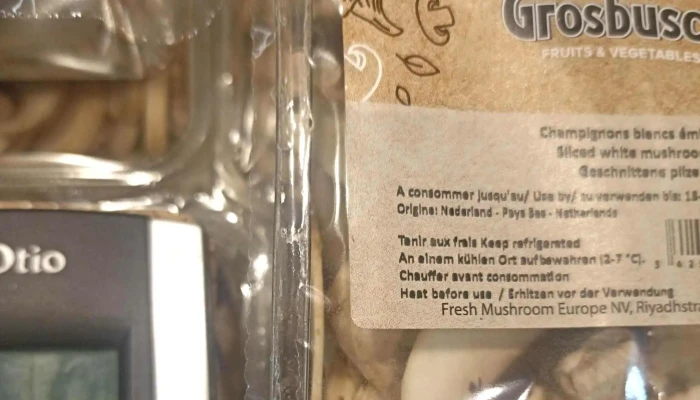 Grosbusc
FRUITS & VEGETABLES
Champignons blancs ém
Sliced white mushroo
Geschnittene pilze
A consommer jusqu'au/ Use by/ zu verwenden bis:
Origine: Nederland - Pays Bas - Netherlands
Tenir aux frais Keep refrigerated
An einem kühlen Ort aufbewahren (2-7 °C).
Chauffer avant consommation
Heat before use / Erhitzen vor der Verwendung
Fresh Mushroom Europe NV, Riyadhstra
Otio